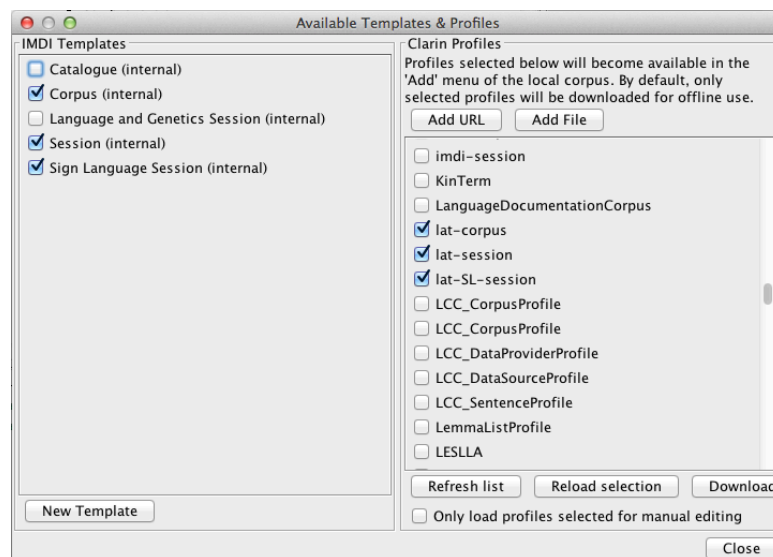 Available Templates & Profiles
IMDI Templates
Catalogue (internal)
Corpus (internal)
Language and Genetics Session (internal)
Session (internal)
Sign Language Session (internal)
New Template
Clarin Profiles
Profiles selected below will become available in the
'Add' menu of the local corpus. By default, only
selected profiles will be downloaded for offline use.
Add URL Add File
imdi-session
KinTerm
LanguageDocumentationCorpus
lat-corpus
lat-session
lat-SL-session
LCC_CorpusProfile
LCC_CorpusProfile
LCC_DataProviderProfile
LCC_DataSourceProfile
LCC_SentenceProfile
LemmaListProfile
LESLLA
Refresh list Reload selection Download
Only load profiles selected for manual editing
Close